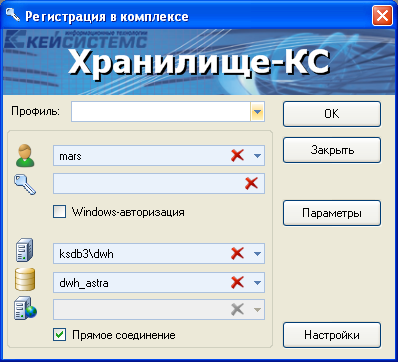 Регистрация в комплексе
информационные технологии
КЕЙСИСТЕМС
Хранилище-КС
Профиль:
OK
mars
Закрыть
Windows-авторизация
Параметры
ksdb3\dwh
dwh_astra
Прямое соединение
Настройки